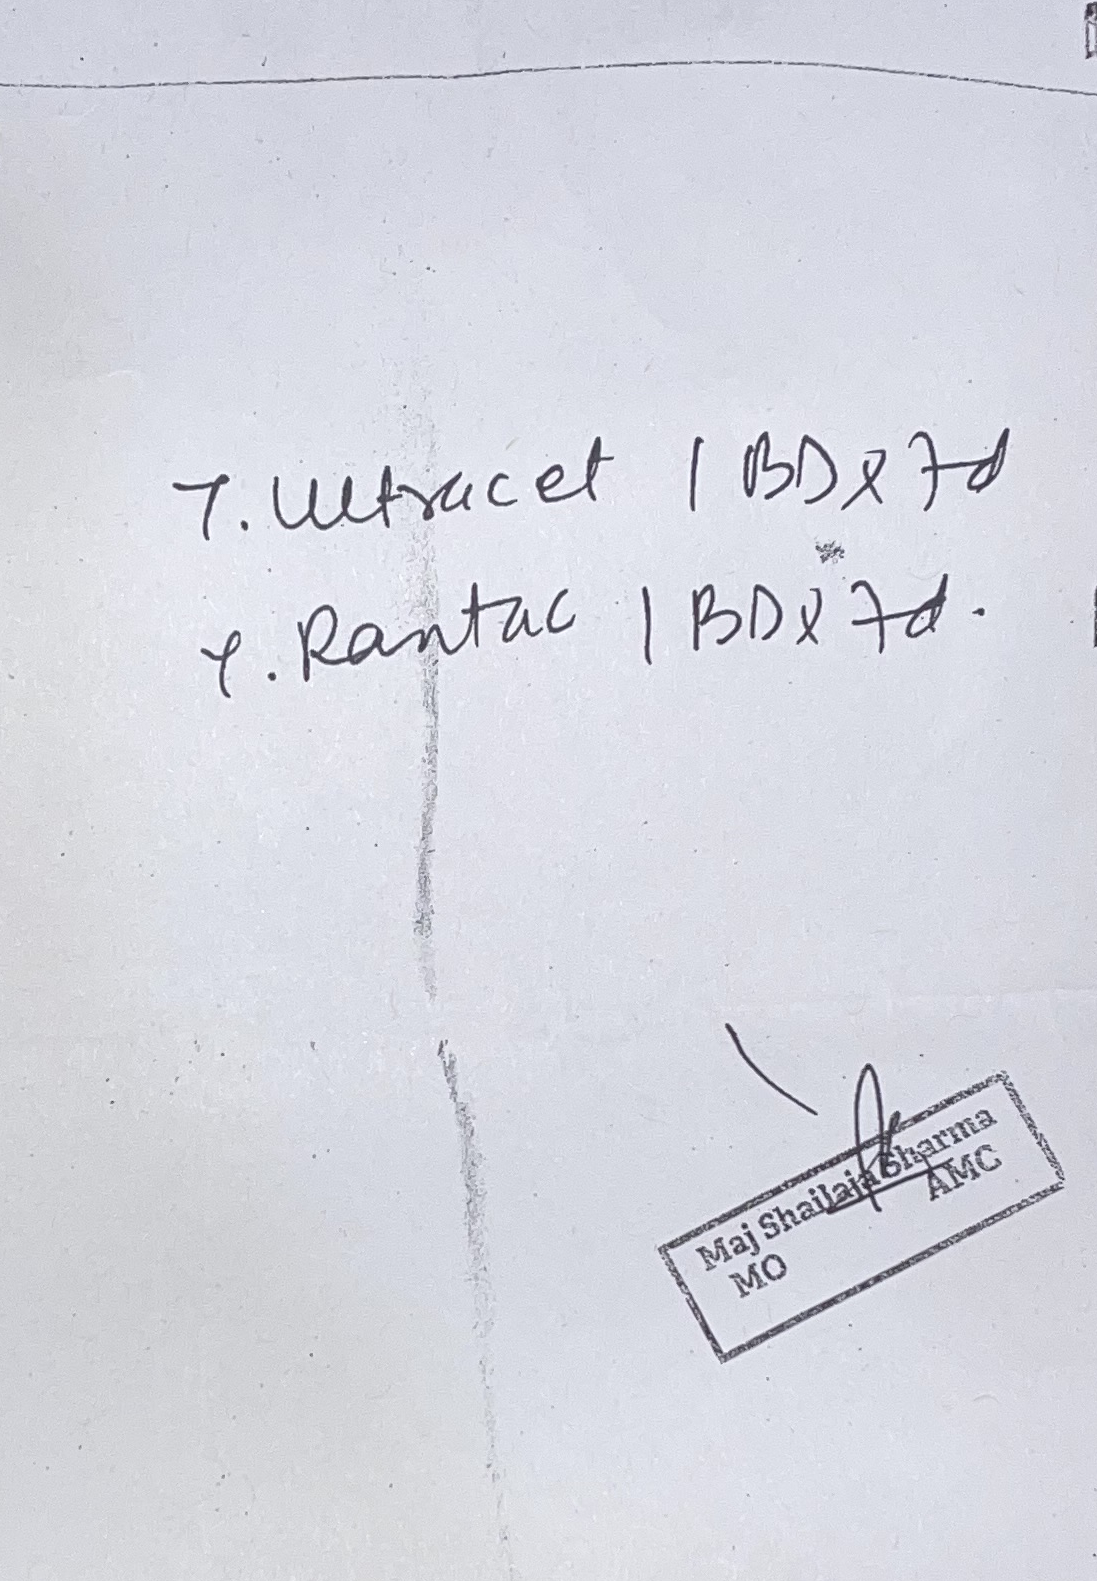 T. Ultracet 1 BD x 7d
T. Rantac 1 BD x 7d.
Maj Shailaja Sharma
MO AMC